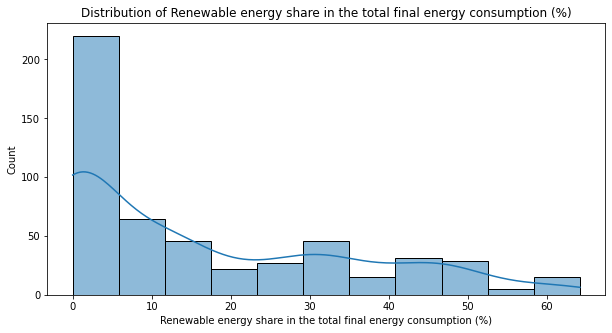 Distribution of Renewable energy share in the total final energy consumption (%)
Count
200
150
100
50
0
0 10 20 30 40 50 60
Renewable energy share in the total final energy consumption (%)